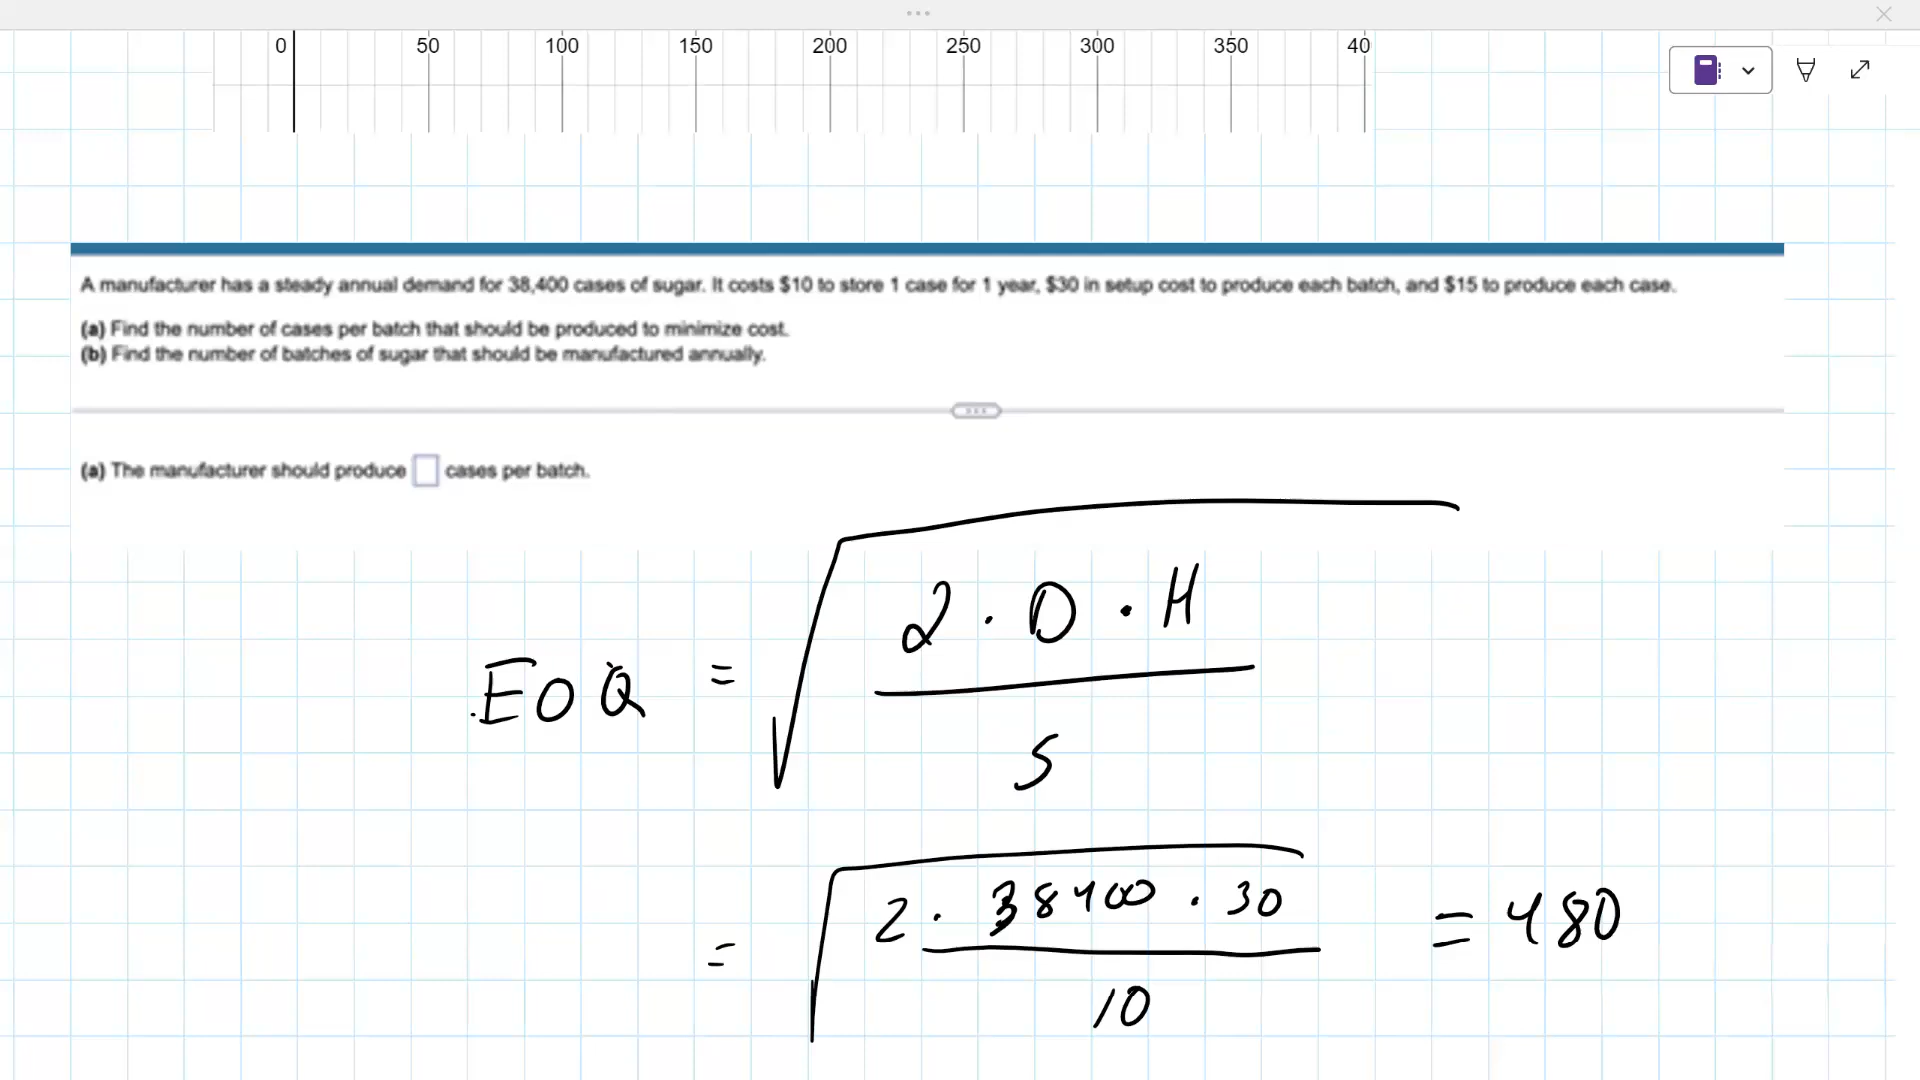 0 50 100 150 200 250 300 350 40
A manufacturer has a steady annual demand for 38,400 cases of sugar. It costs $10 to store 1 case for 1 year, $30 in setup cost to produce each batch, and $15 to produce each case.
(a) Find the number of cases per batch that should be produced to minimize cost.
(b) Find the number of batches of sugar that should be manufactured annually.
(a) The manufacturer should produce cases per batch.
2 · D · H
EOQ =
S
2 · 38400 · 30
= = 480
10